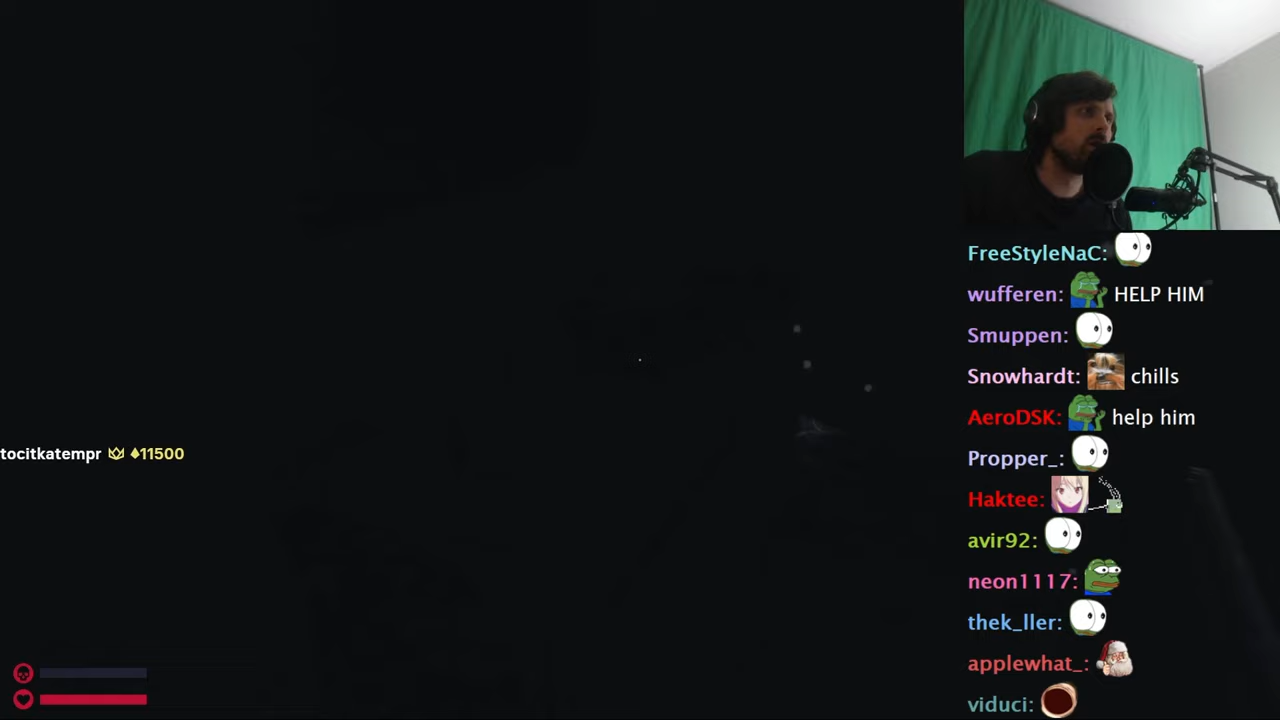 FreeStyleNaC:
wufferen: HELP HIM
Smuppen:
Snowhardt: chills
AeroDSK: help him
tocitkatempr 11500
Propper_:
Haktee:
avir92:
neon1117:
thek_ller:
applewhat_:
viduci: